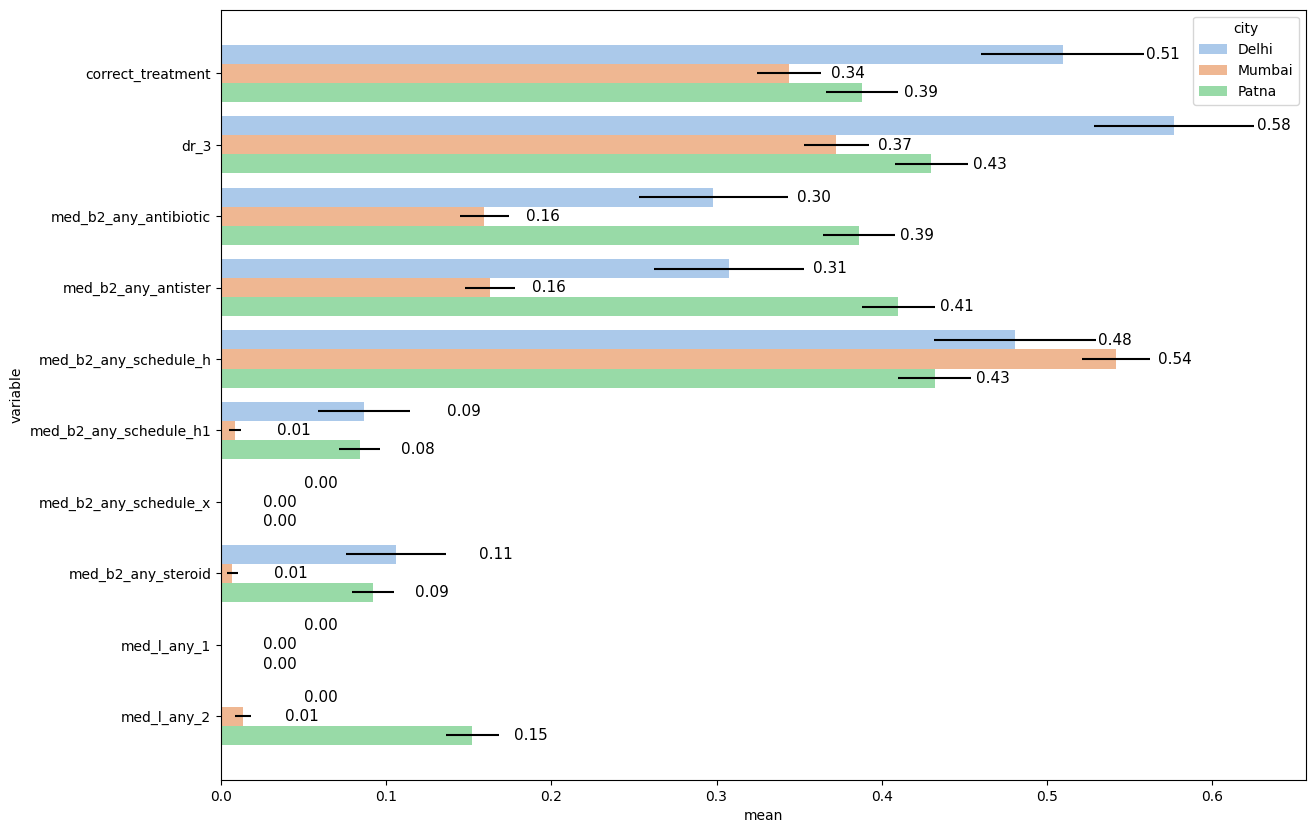 city
Delhi
Mumbai
Patna
correct_treatment
0.51
0.34
0.39
dr_3
0.58
0.37
0.43
med_b2_any_antibiotic
0.30
0.16
0.39
med_b2_any_antister
0.31
0.16
0.41
med_b2_any_schedule_h
0.48
0.54
0.43
med_b2_any_schedule_h1
0.09
0.01
0.08
med_b2_any_schedule_x
0.00
0.00
0.00
med_b2_any_steroid
0.11
0.01
0.09
med_l_any_1
0.00
0.00
0.00
med_l_any_2
0.00
0.01
0.15
variable
0.0 0.1 0.2 0.3 0.4 0.5 0.6
mean